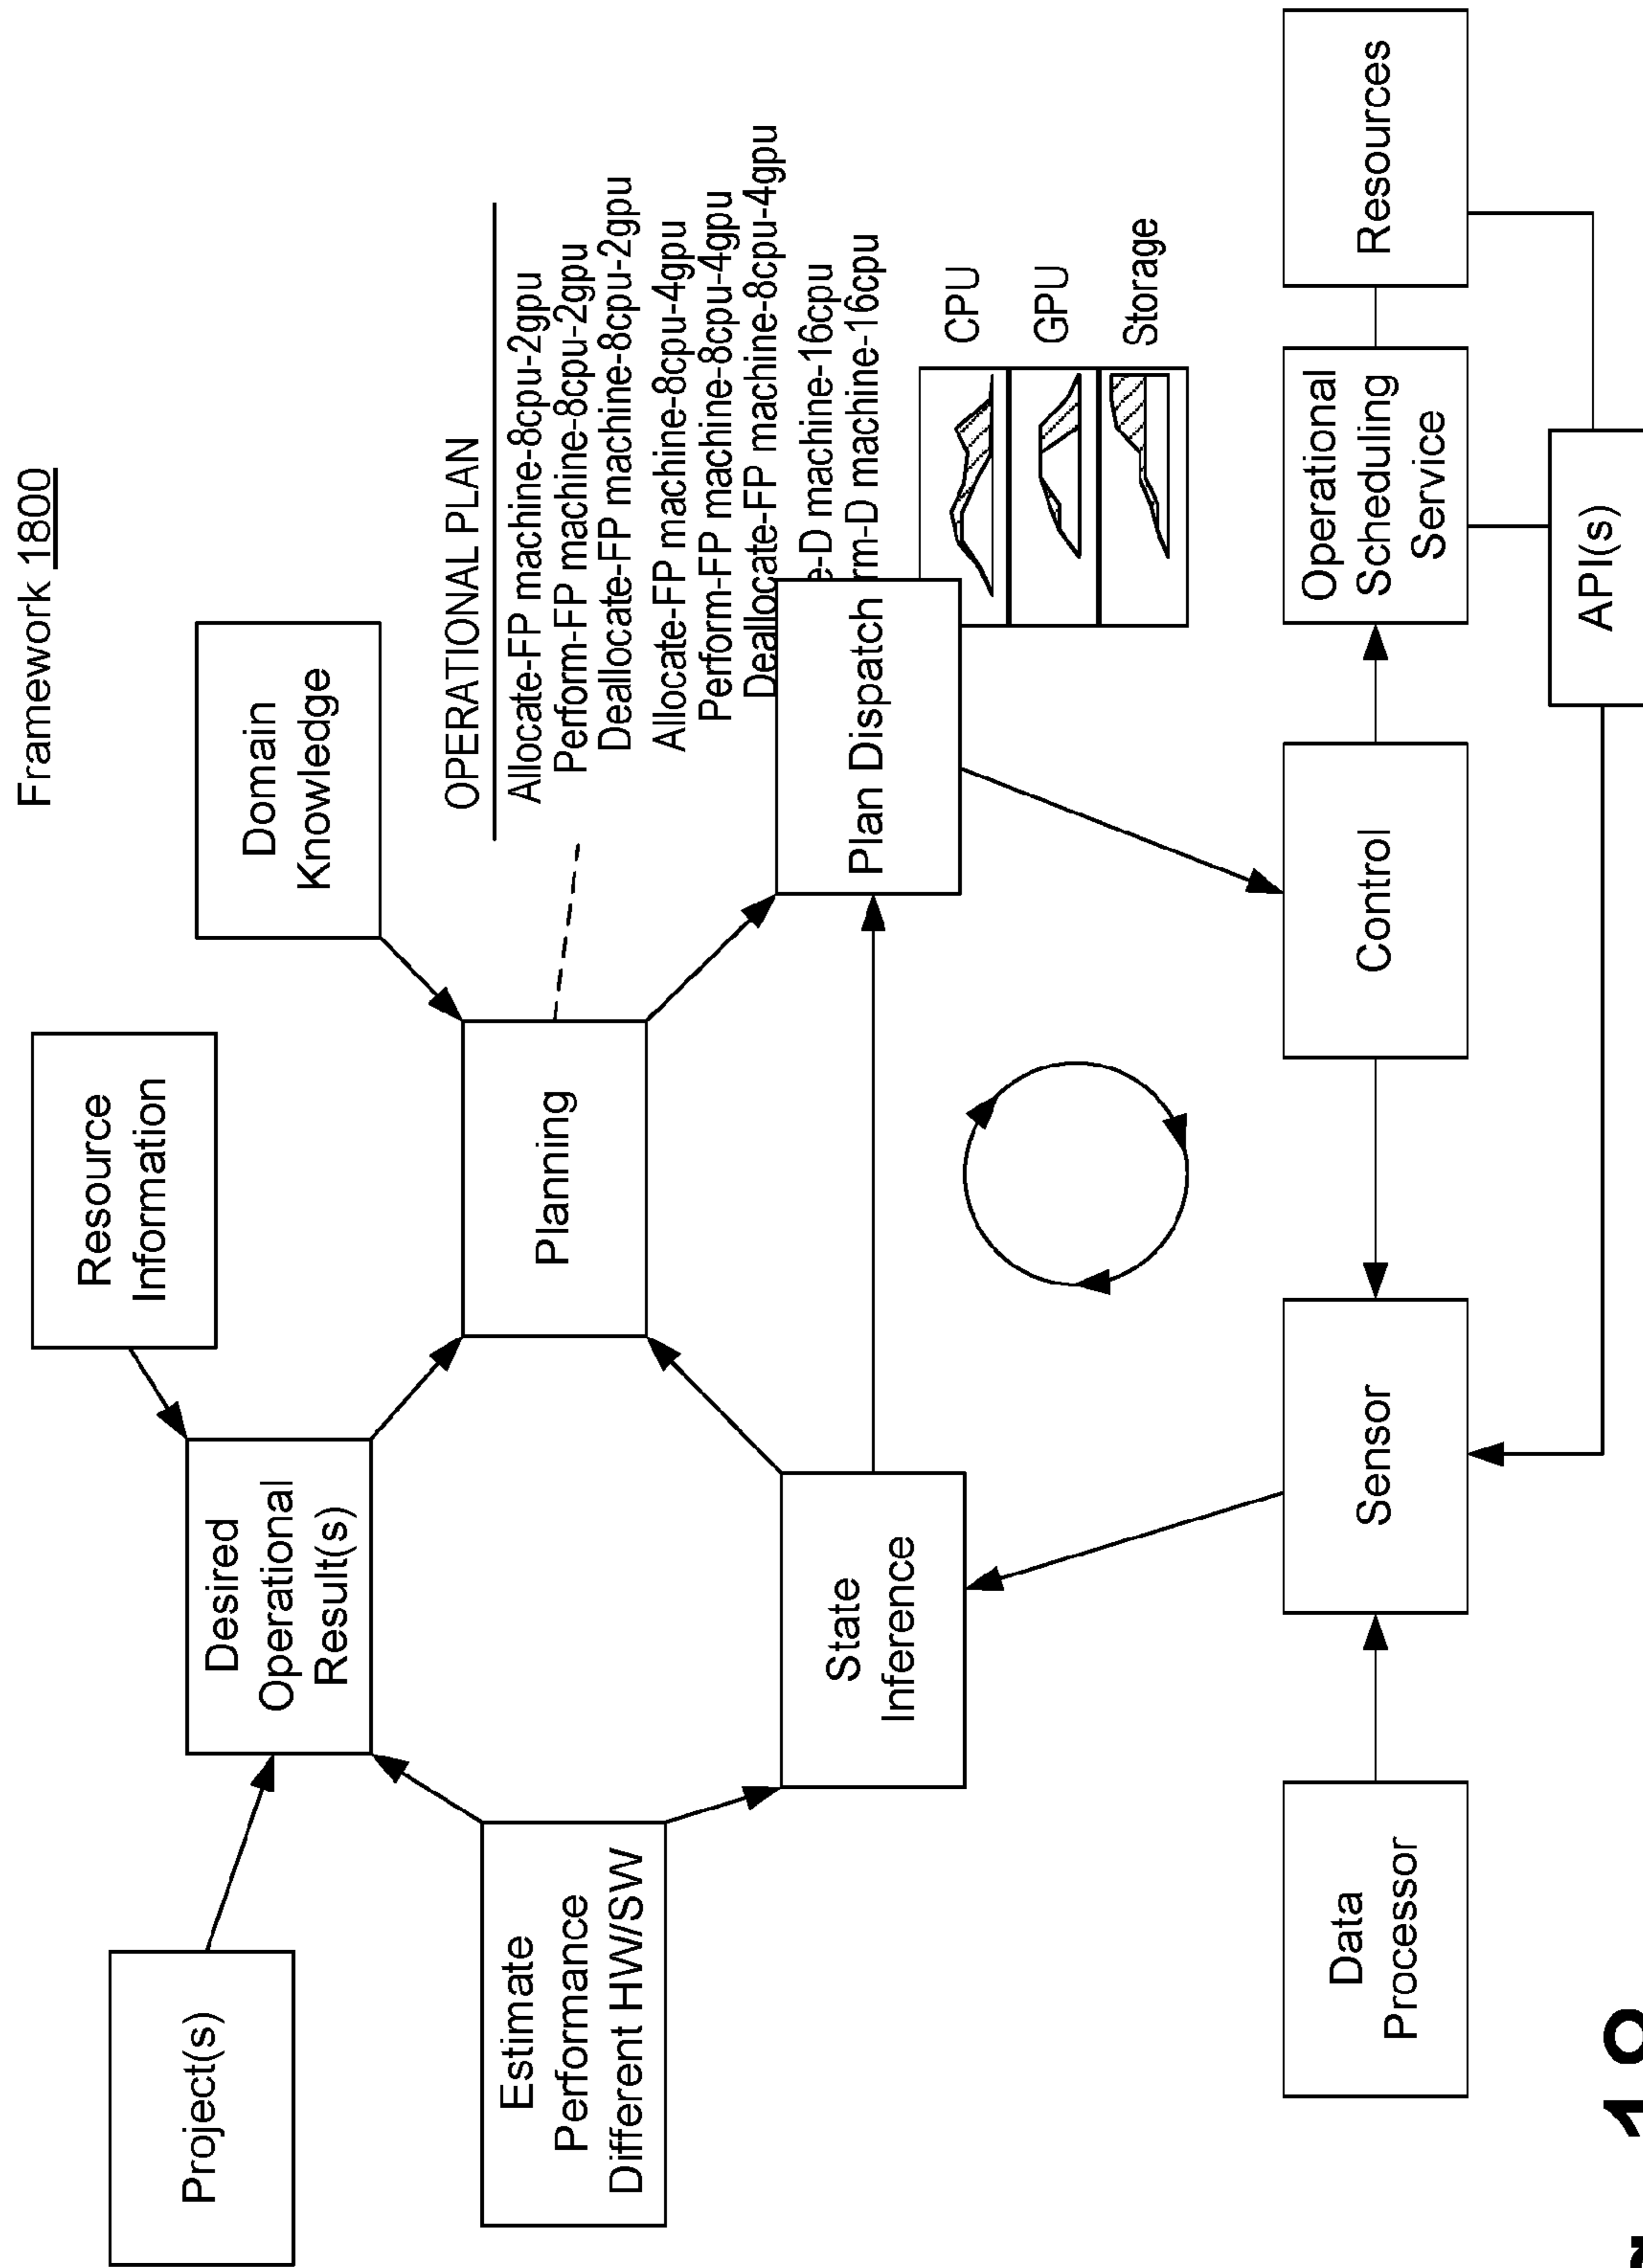 Framework 1800
Project(s)
Resource
Information
Desired
Operational
Result(s)
Domain
Knowledge
Estimate
Performance
Different HW/SW
Planning
OPERATIONAL PLAN
Allocate-FP machine-8cpu-2gpu
Perform-FP machine-8cpu-2gpu
Deallocate-FP machine-8cpu-2gpu
Allocate-FP machine-8cpu-4gpu
Perform-FP machine-8cpu-4gpu
Deallocate-FP machine-8cpu-4gpu
e-D machine-16cpu
rm-D machine-16cpu
State
Inference
Plan Dispatch
CPU
GPU
Storage
Data
Processor
Sensor
Control
Operational
Scheduling
Service
Resources
API(s)
18